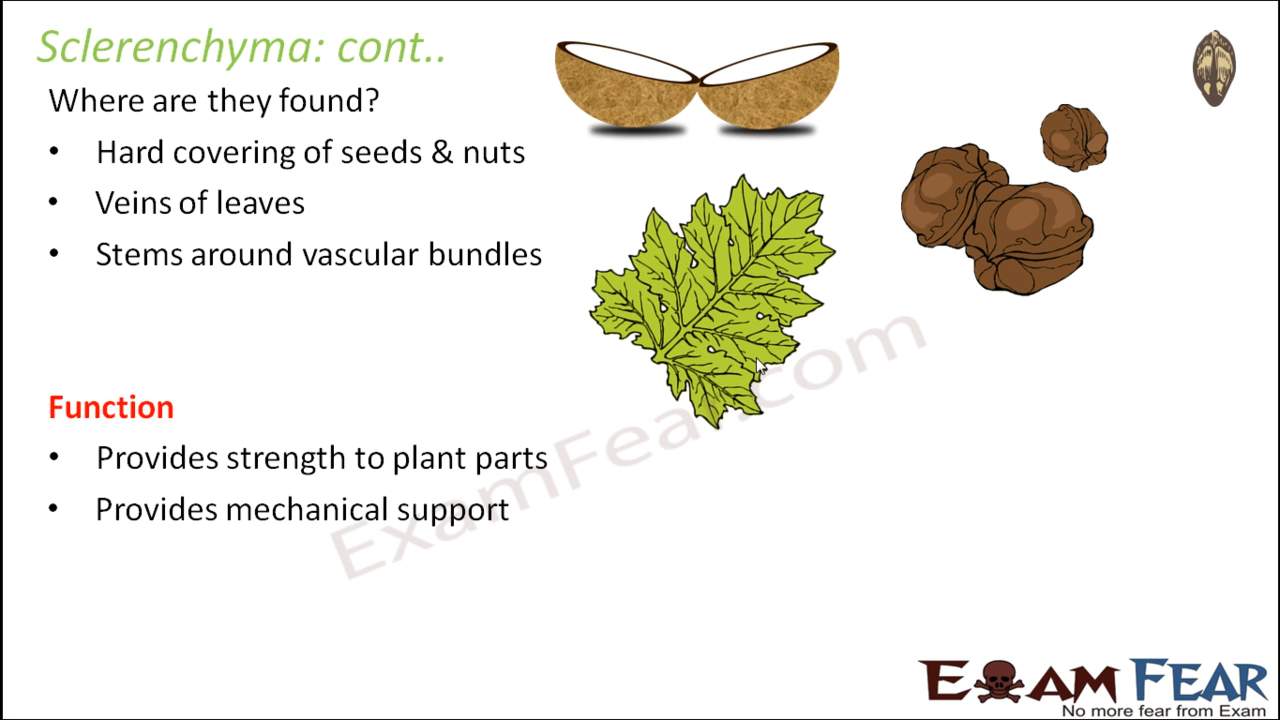 Sclerenchyma: cont..
Where are they found?
• Hard covering of seeds & nuts
• Veins of leaves
• Stems around vascular bundles
Function
• Provides strength to plant parts
• Provides mechanical support
ExamFear.com
EXAM FEAR
No more fear from Exam